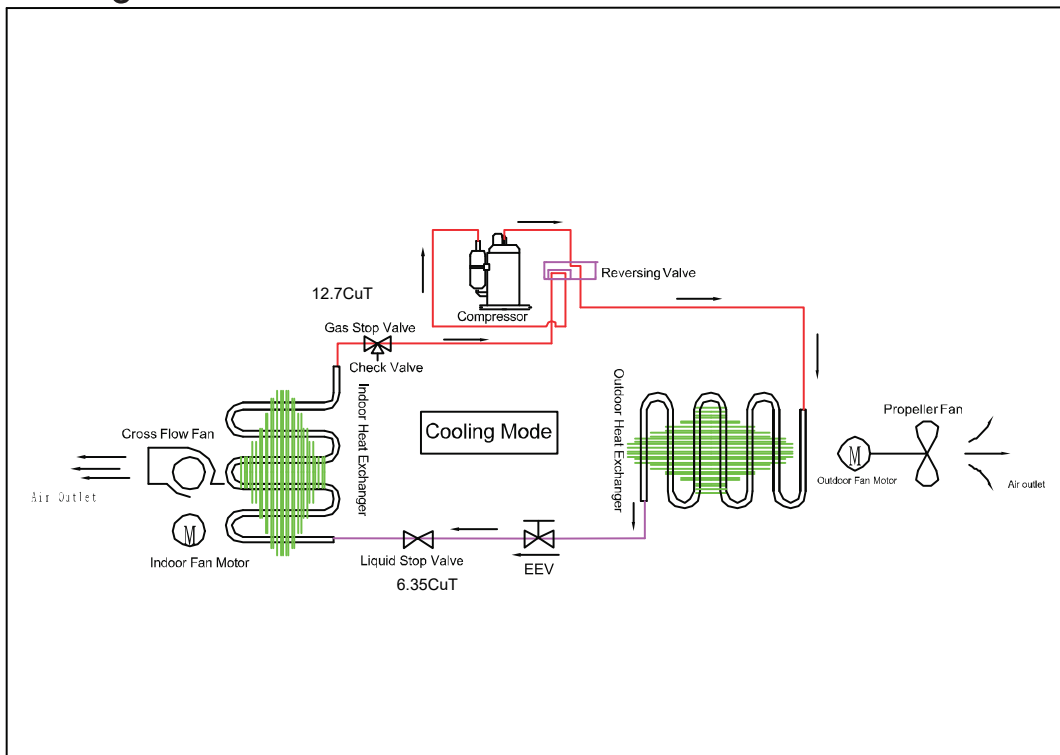 Reversing Valve
12.7CuT
Compressor
Gas Stop Valve
Check Valve
Indoor Heat Exchanger
Outdoor Heat Exchanger
Cooling Mode
Propeller Fan
Cross Flow Fan
M
Outdoor Fan Motor
Air outlet
Air Outlet
M
Indoor Fan Motor
Liquid Stop Valve
EEV
6.35CuT